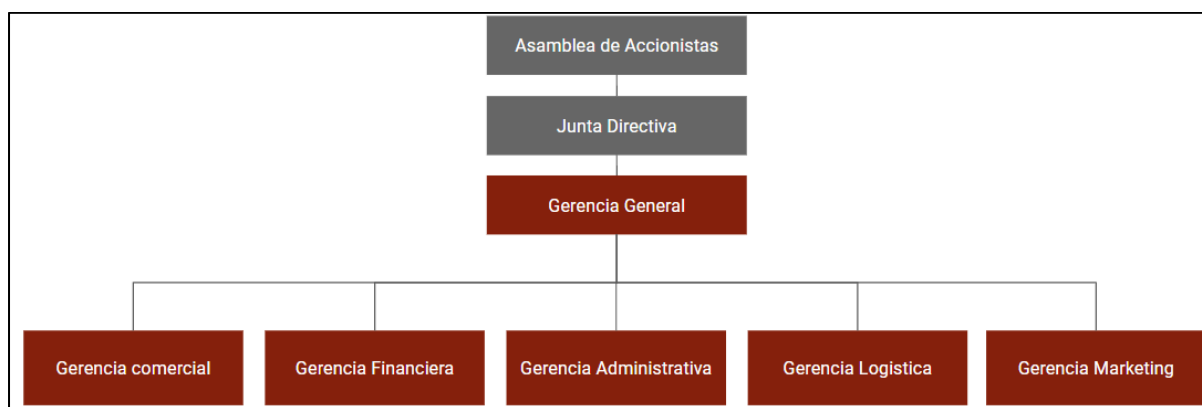 Asamblea de Accionistas
Junta Directiva
Gerencia General
Gerencia comercial
Gerencia Financiera
Gerencia Administrativa
Gerencia Logistica
Gerencia Marketing